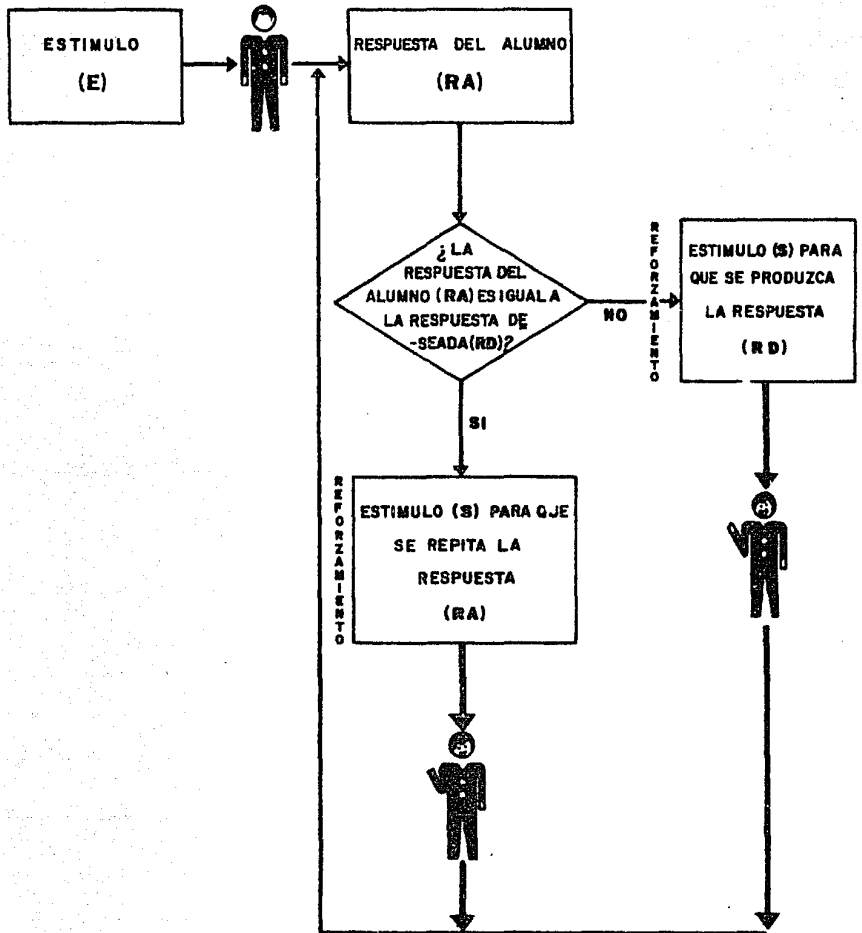 ESTIMULO
(E)
RESPUESTA DEL ALUMNO
(RA)
¿LA
RESPUESTA DEL
ALUMNO (RA) ES IGUAL A
LA RESPUESTA DE
-SEADA(RD)?
NO
REFORZAMIENTO
ESTIMULO (S) PARA
QUE SE PRODUZCA
LA RESPUESTA
(RD)
SI
REFORZAMIENTO
ESTIMULO (S) PARA QUE
SE REPITA LA
RESPUESTA
(RA)